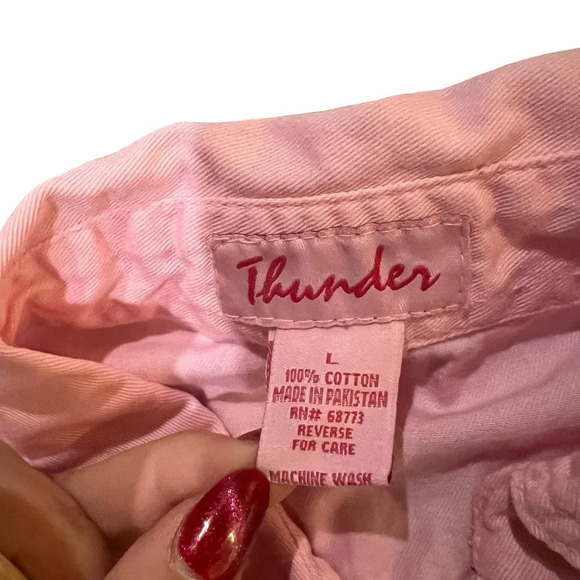 Thunder
L
100% COTTON
MADE IN PAKISTAN
RN# 68773
REVERSE
FOR CARE
MACHINE WASH